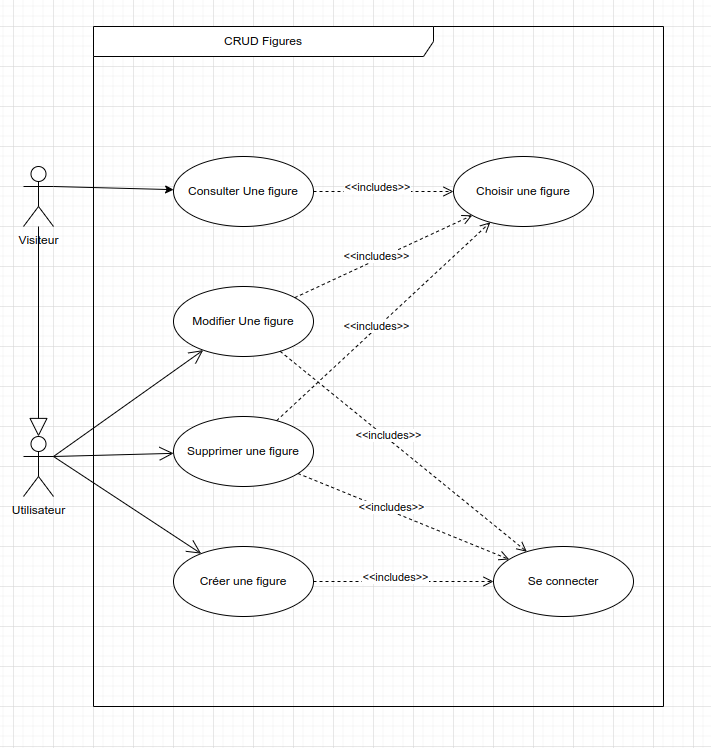 CRUD Figures
Consulter Une figure
<<includes>>
Choisir une figure
Visiteur
<<includes>>
Modifier Une figure
<<includes>>
<<includes>>
Supprimer une figure
Utilisateur
<<includes>>
Créer une figure
<<includes>>
Se connecter